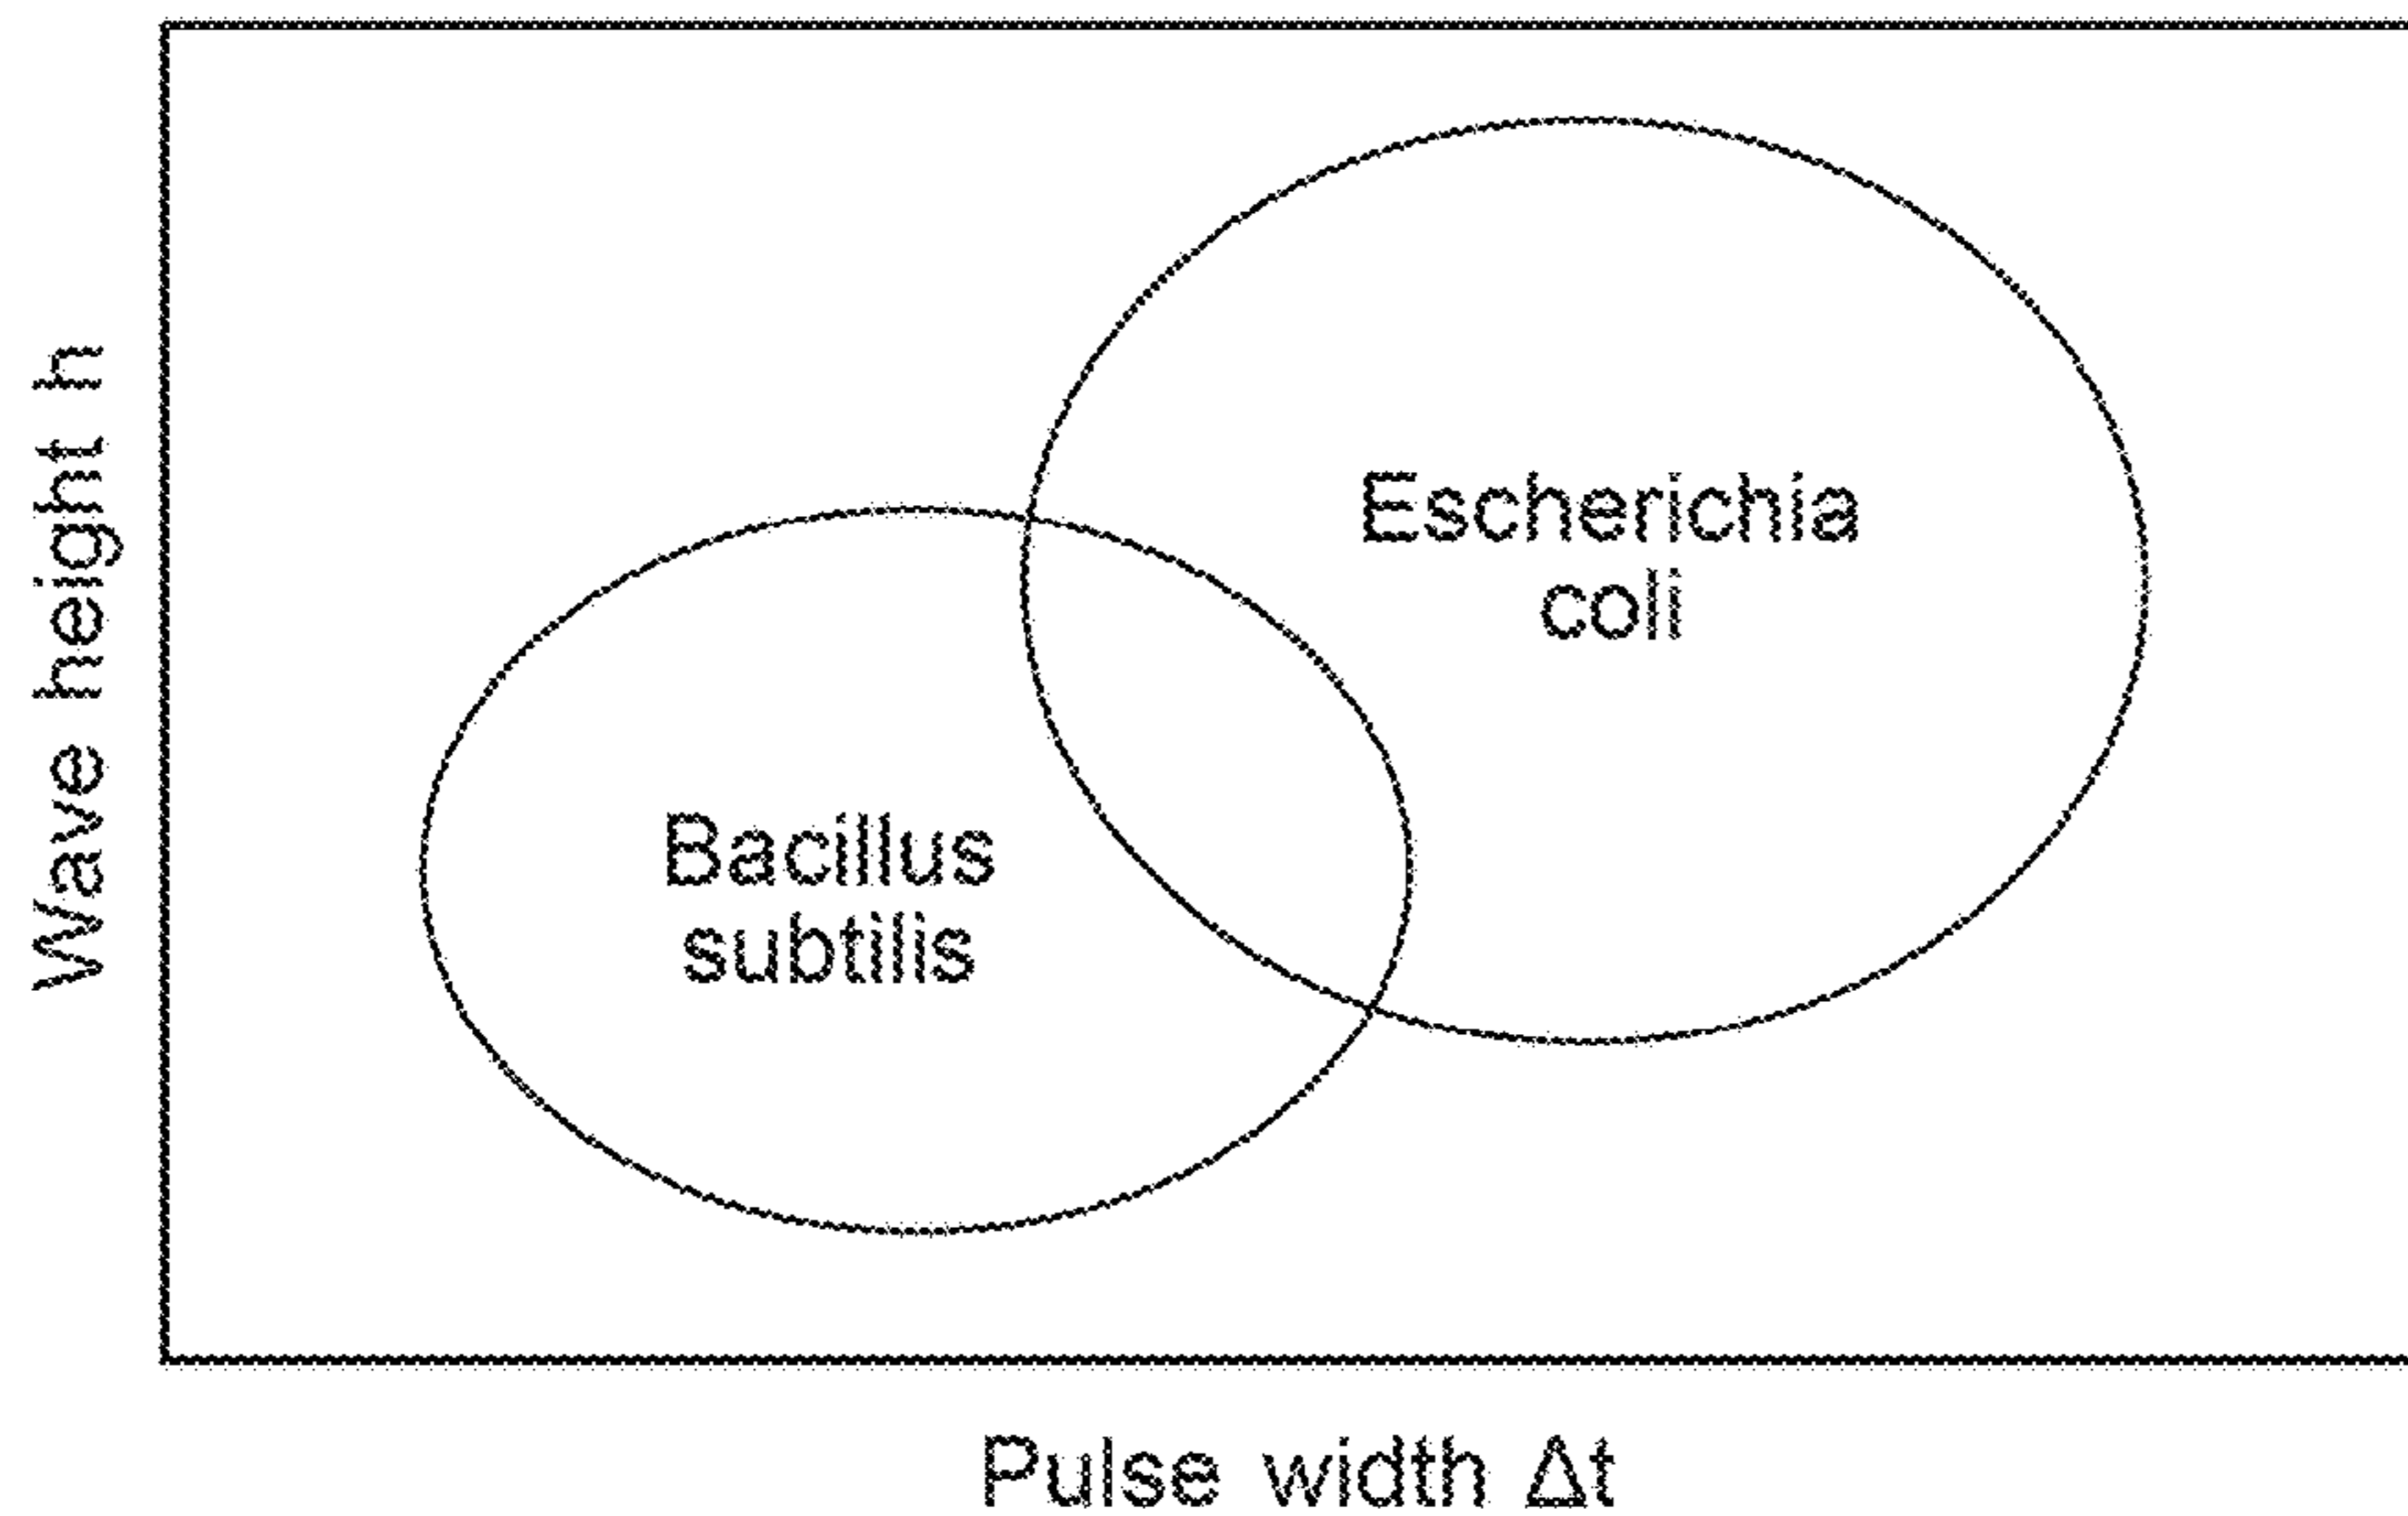 Wave height h
Escherichia
coli
Bacillus
subtilis
Pulse width Δt